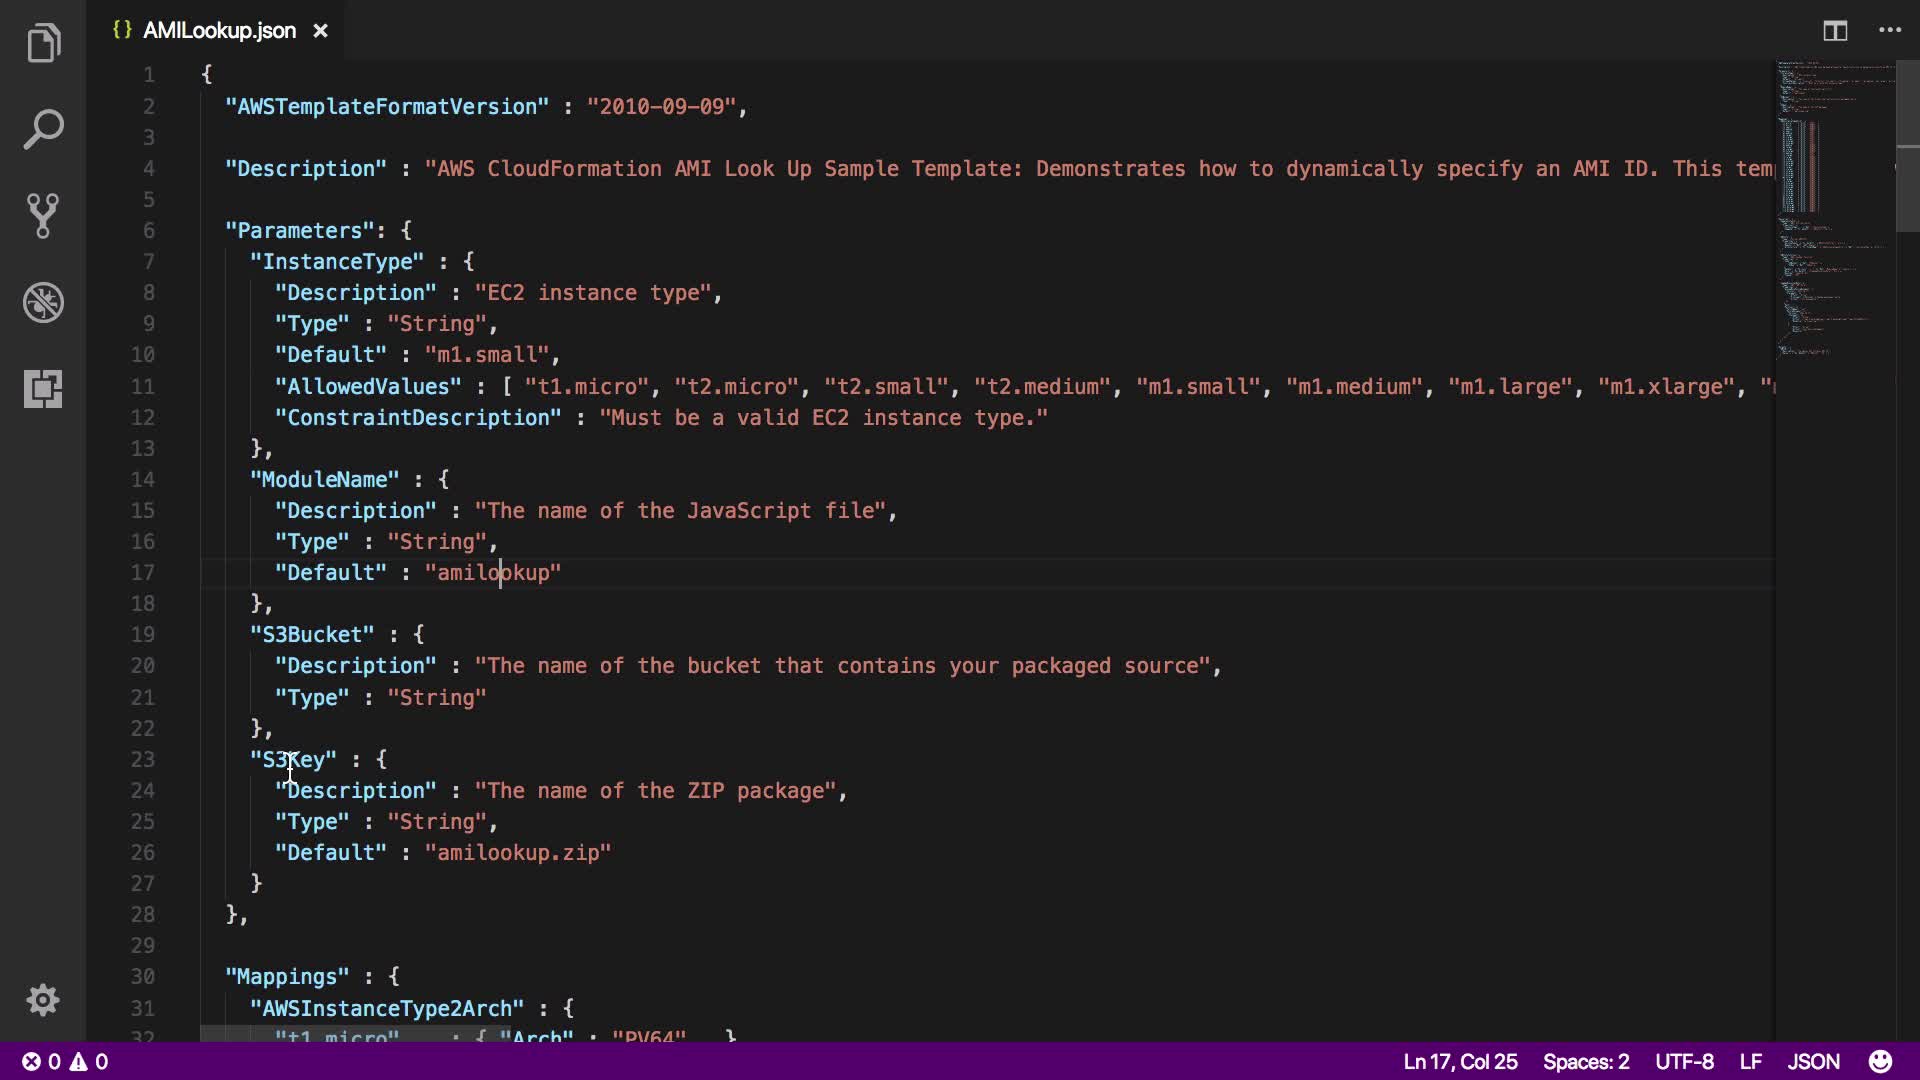 {} AMILookup.json ×
1 {
2 "AWSTemplateFormatVersion" : "2010-09-09",
3
4 "Description" : "AWS CloudFormation AMI Look Up Sample Template: Demonstrates how to dynamically specify an AMI ID. This tem
5
6 "Parameters": {
7 "InstanceType" : {
8 "Description" : "EC2 instance type",
9 "Type" : "String",
10 "Default" : "m1.small",
11 "AllowedValues" : [ "t1.micro", "t2.micro", "t2.small", "t2.medium", "m1.small", "m1.medium", "m1.large", "m1.xlarge", "
12 "ConstraintDescription" : "Must be a valid EC2 instance type."
13 },
14 "ModuleName" : {
15 "Description" : "The name of the JavaScript file",
16 "Type" : "String",
17 "Default" : "amilookup"
18 },
19 "S3Bucket" : {
20 "Description" : "The name of the bucket that contains your packaged source",
21 "Type" : "String"
22 },
23 "S3Key" : {
24 "Description" : "The name of the ZIP package",
25 "Type" : "String",
26 "Default" : "amilookup.zip"
27 }
28 },
29
30 "Mappings" : {
31 "AWSInstanceType2Arch" : {
32 "t1.micro" : { "Arch" : "PV64" }
0 0 Ln 17, Col 25 Spaces: 2 UTF-8 LF JSON